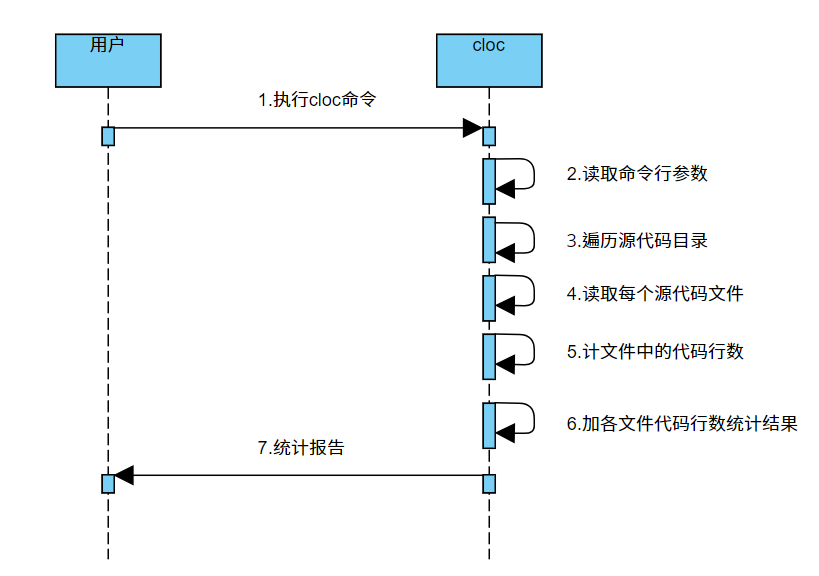 用户
cloc
1.执行cloc命令
2.读取命令行参数
3.遍历源代码目录
4.读取每个源代码文件
5.计文件中的代码行数
6.加各文件代码行数统计结果
7.统计报告